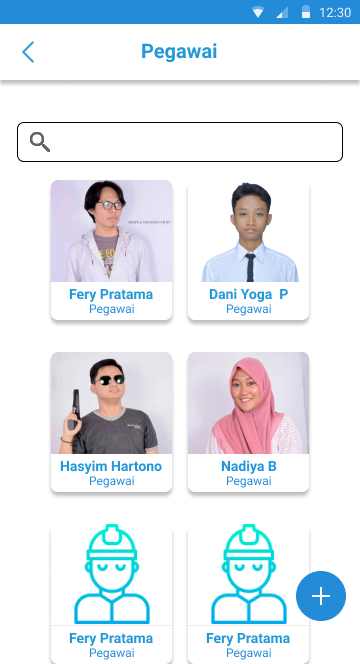 12:30
Pegawai
Fery Pratama
Pegawai
Dani Yoga P
Pegawai
Hasyim Hartono
Pegawai
Nadiya B
Pegawai
Fery Pratama
Pegawai
Fery Pratama
Pegawai